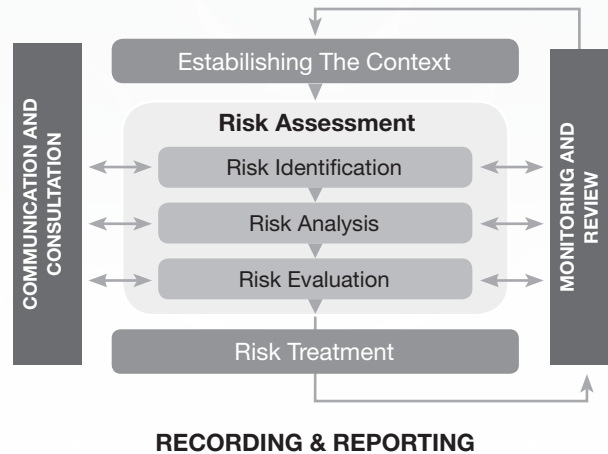 Estabilishing The Context
COMMUNICATION AND
CONSULTATION
Risk Assessment
Risk Identification
Risk Analysis
Risk Evaluation
Risk Treatment
MONITORING AND
REVIEW
RECORDING & REPORTING